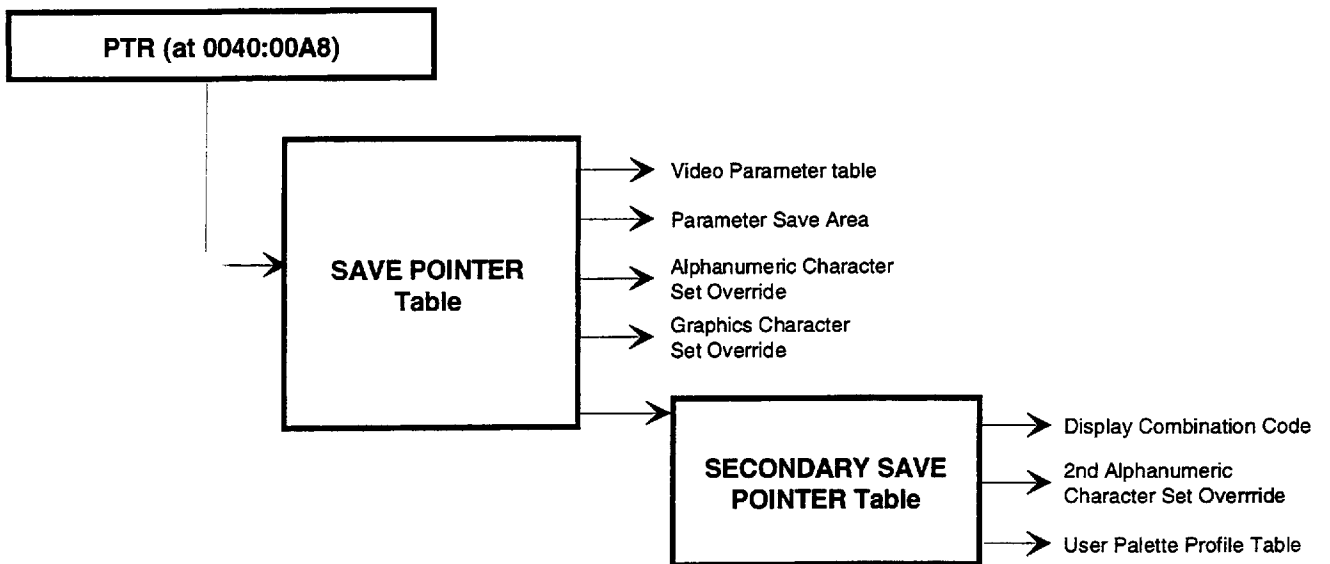 PTR (at 0040:00A8)
SAVE POINTER
Table
Video Parameter table
Parameter Save Area
Alphanumeric Character
Set Override
Graphics Character
Set Override
SECONDARY SAVE
POINTER Table
Display Combination Code
2nd Alphanumeric
Character Set Overrride
User Palette Profile Table